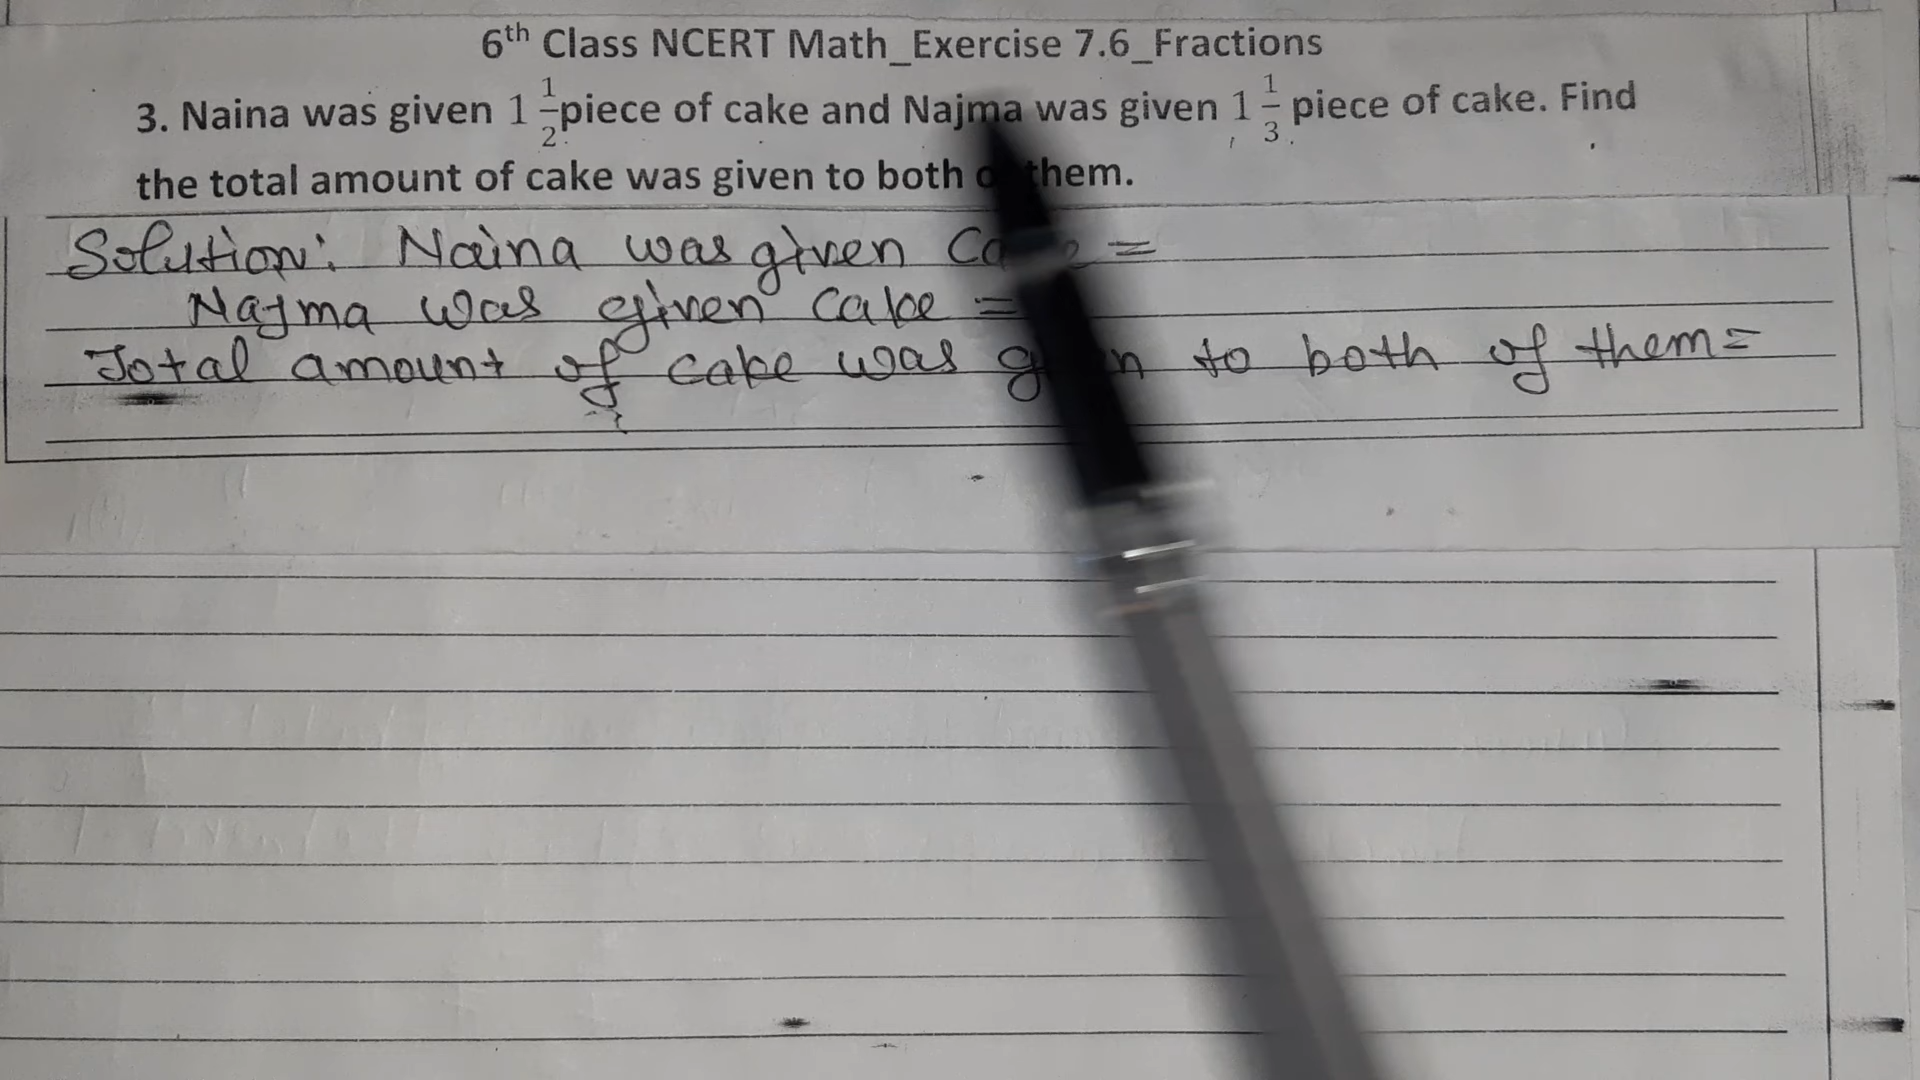 6th Class NCERT Math_Exercise 7.6_Fractions
3. Naina was given 1 1/2 piece of cake and Najma was given 1 1/3 piece of cake. Find
the total amount of cake was given to both them.
Solution: Naina was given =
Najma was given cake =
Total amount of cake was to both of them=